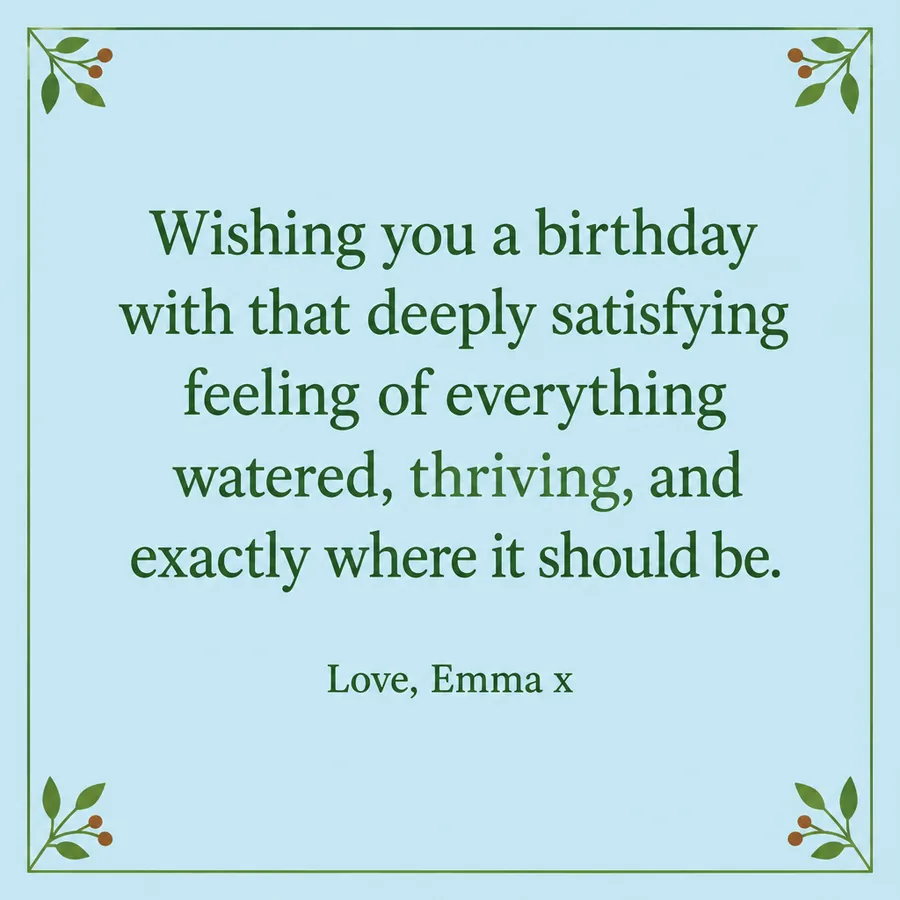 Wishing you a birthday
with that deeply satisfying
feeling of everything
watered, thriving, and
exactly where it should be.
Love, Emma x